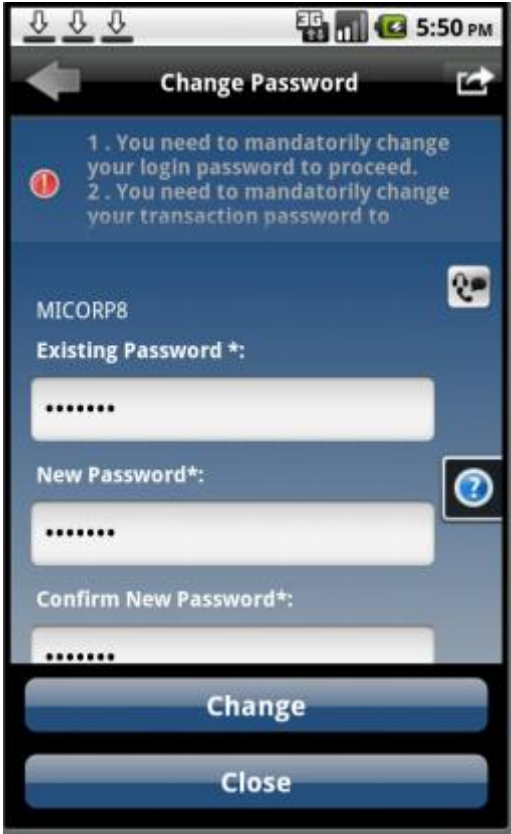 3G 5:50 PM
Change Password
1 . You need to mandatorily change
your login password to proceed.
2 . You need to mandatorily change
your transaction password to
MICORP8
Existing Password *:
•••••••
New Password*:
•••••••
Confirm New Password*:
•••••••
Change
Close